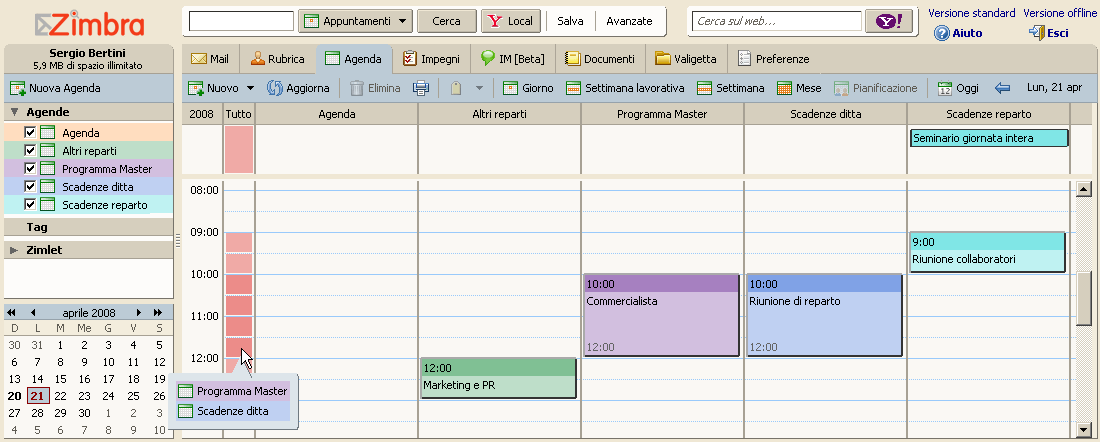 Zimbra
Appuntamenti Cerca Local Salva Avanzate Cerca sul web... Y! Versione standard Versione offline
Aiuto Esci
Sergio Bertini
5,9 MB di spazio illimitato
Mail Rubrica Agenda Impegni IM [Beta] Documenti Valigetta Preferenze
Nuova Agenda
Nuovo Aggiorna Elimina Giorno Settimana lavorativa Settimana Mese Pianificazione 12 Oggi Lun, 21 apr
Agende
2008 Tutto Agenda Altri reparti Programma Master Scadenze ditta Scadenze reparto
Agenda
Altri reparti
Programma Master
Scadenze ditta
Scadenze reparto
Seminario giornata intera
Tag
Zimlet
08:00
09:00
10:00
11:00
12:00
9:00
Riunione collaboratori
10:00
Commercialista
12:00
10:00
Riunione di reparto
12:00
12:00
Marketing e PR
aprile 2008
D L M Me G V S
30 31 1 2 3 4 5
6 7 8 9 10 11 12
13 14 15 16 17 18 19
20 21 22 23 24 25 26
27 28 29 30 1 2 3
4 5 6 7 8 9 10
Programma Master
Scadenze ditta